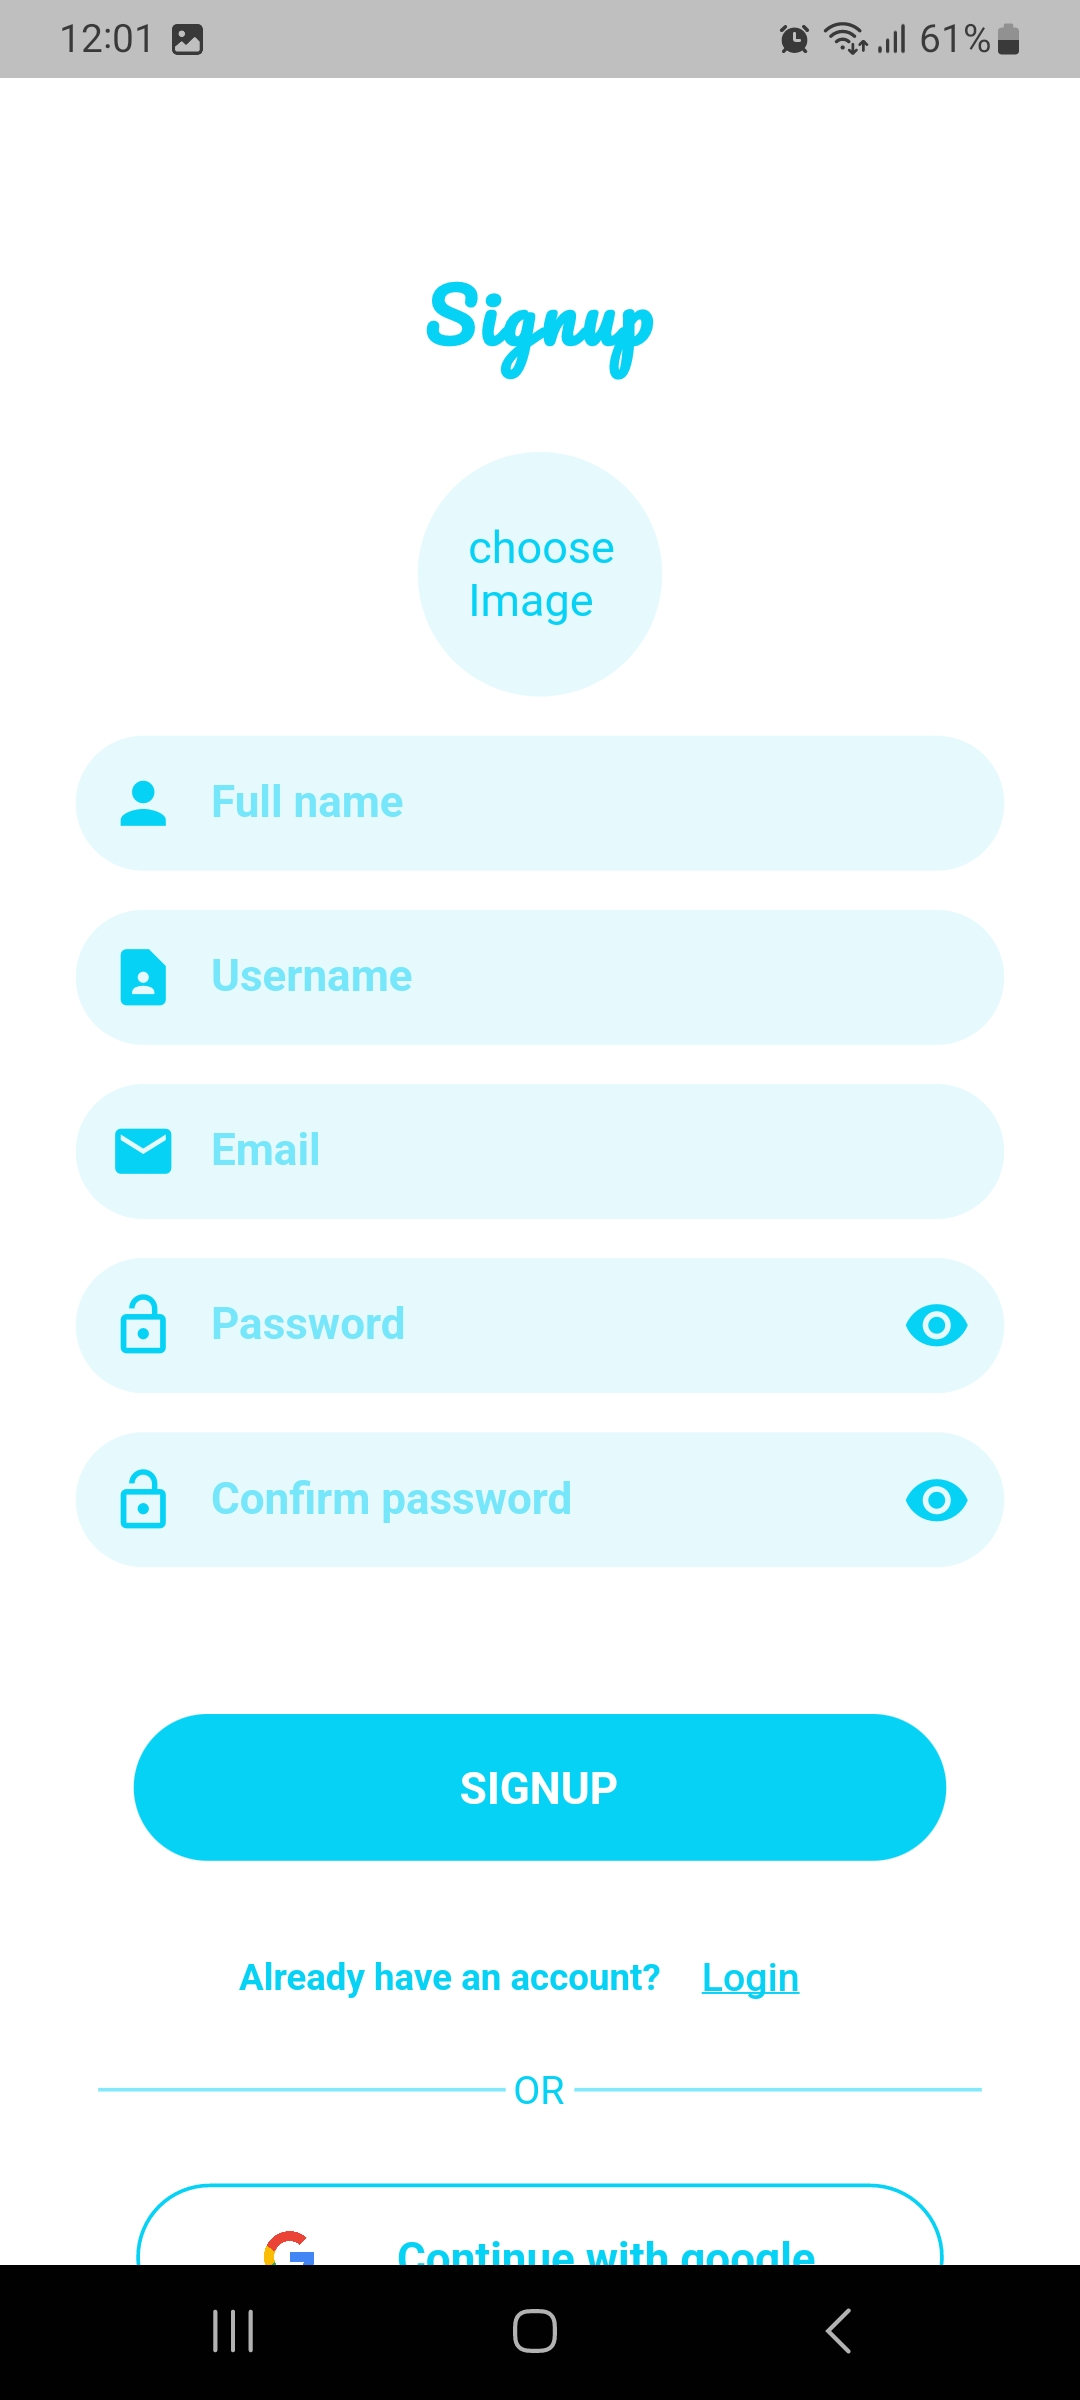 12:01 61%
Signup
choose
Image
Full name
Username
Email
Password
Confirm password
SIGNUP
Already have an account? Login
OR
Continue with google